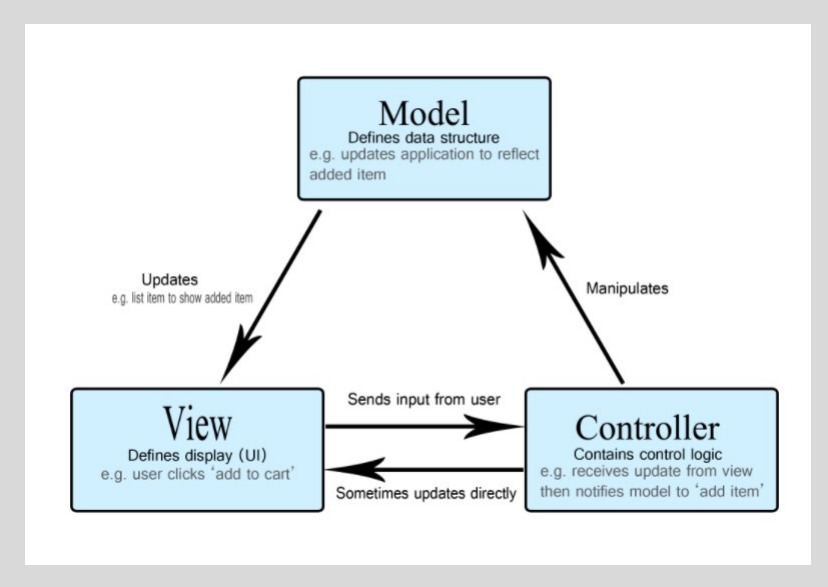 Model
Defines data structure
e.g. updates application to reflect
added item
Updates
e.g. list item to show added item
Manipulates
View
Defines display (UI)
e.g. user clicks ‘add to cart’
Sends input from user
Sometimes updates directly
Controller
Contains control logic
e.g. receives update from view
then notifies model to ‘add item’